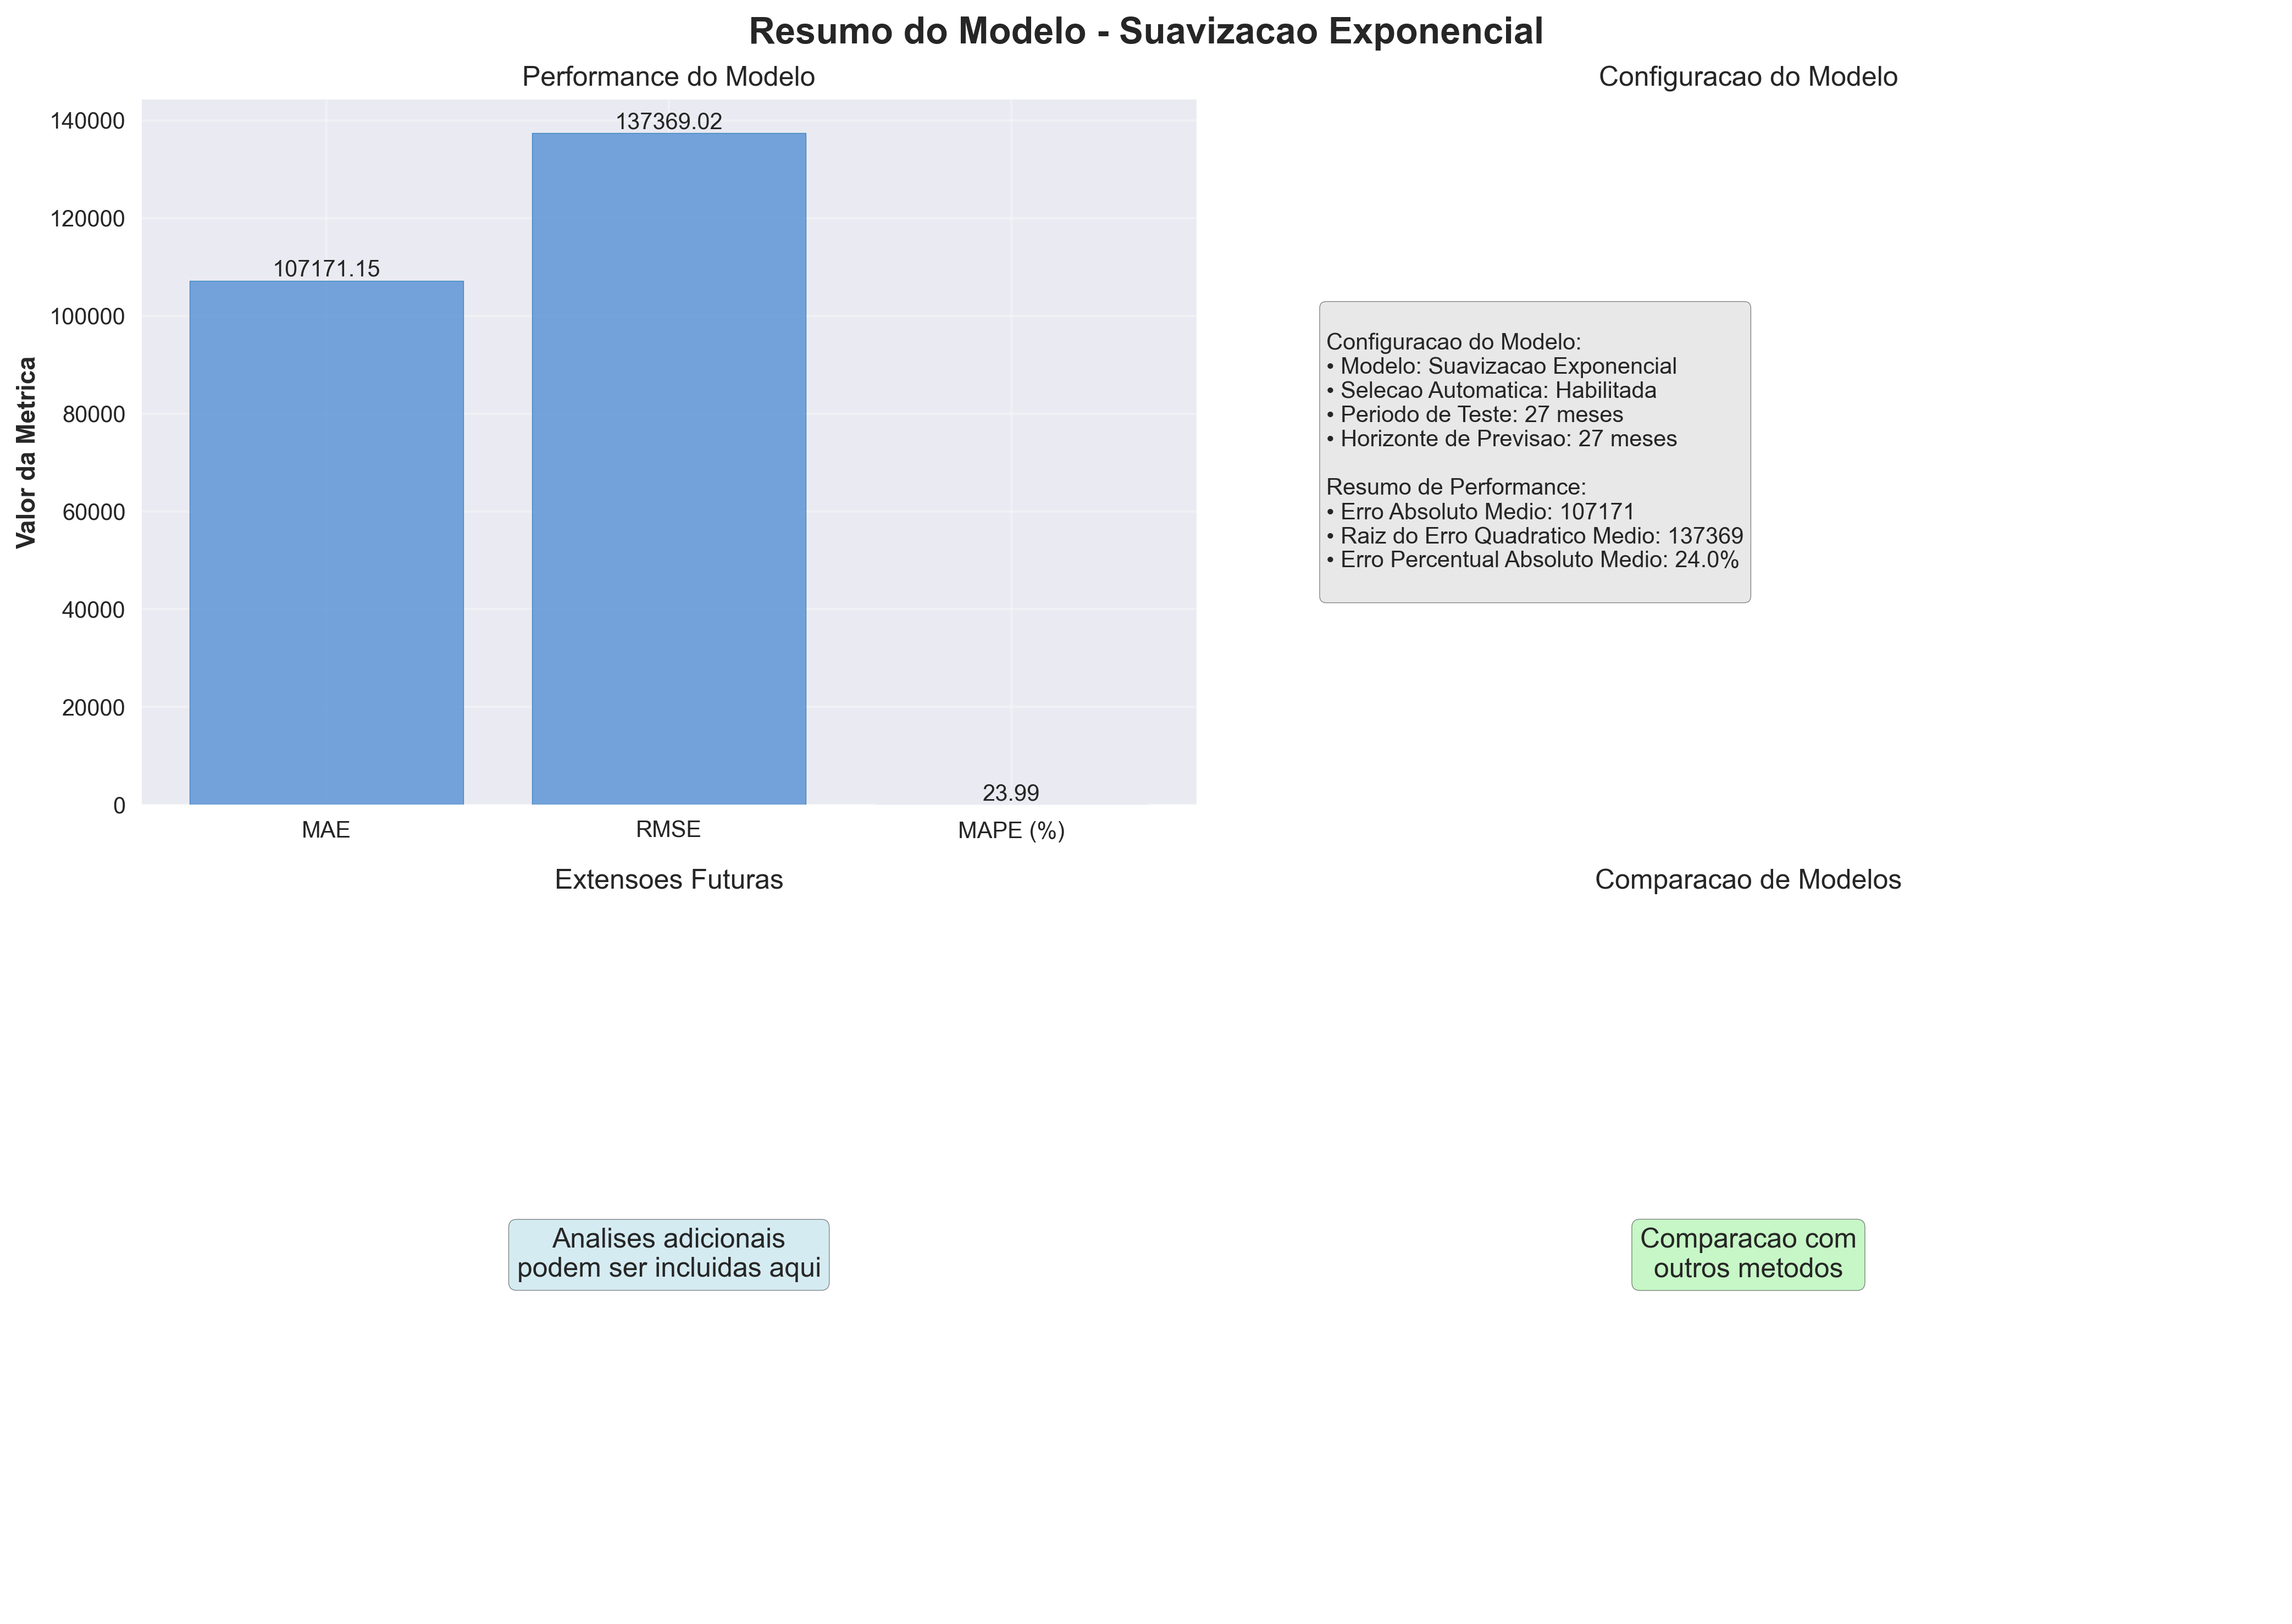 Resumo do Modelo - Suavizacao Exponencial
Performance do Modelo
Valor da Metrica
140000
120000
100000
80000
60000
40000
20000
0
107171.15
137369.02
23.99
MAE
RMSE
MAPE (%)
Configuracao do Modelo
Configuracao do Modelo:
• Modelo: Suavizacao Exponencial
• Selecao Automatica: Habilitada
• Periodo de Teste: 27 meses
• Horizonte de Previsao: 27 meses
Resumo de Performance:
• Erro Absoluto Medio: 107171
• Raiz do Erro Quadratico Medio: 137369
• Erro Percentual Absoluto Medio: 24.0%
Extensoes Futuras
Analises adicionais
podem ser incluidas aqui
Comparacao de Modelos
Comparacao com
outros metodos